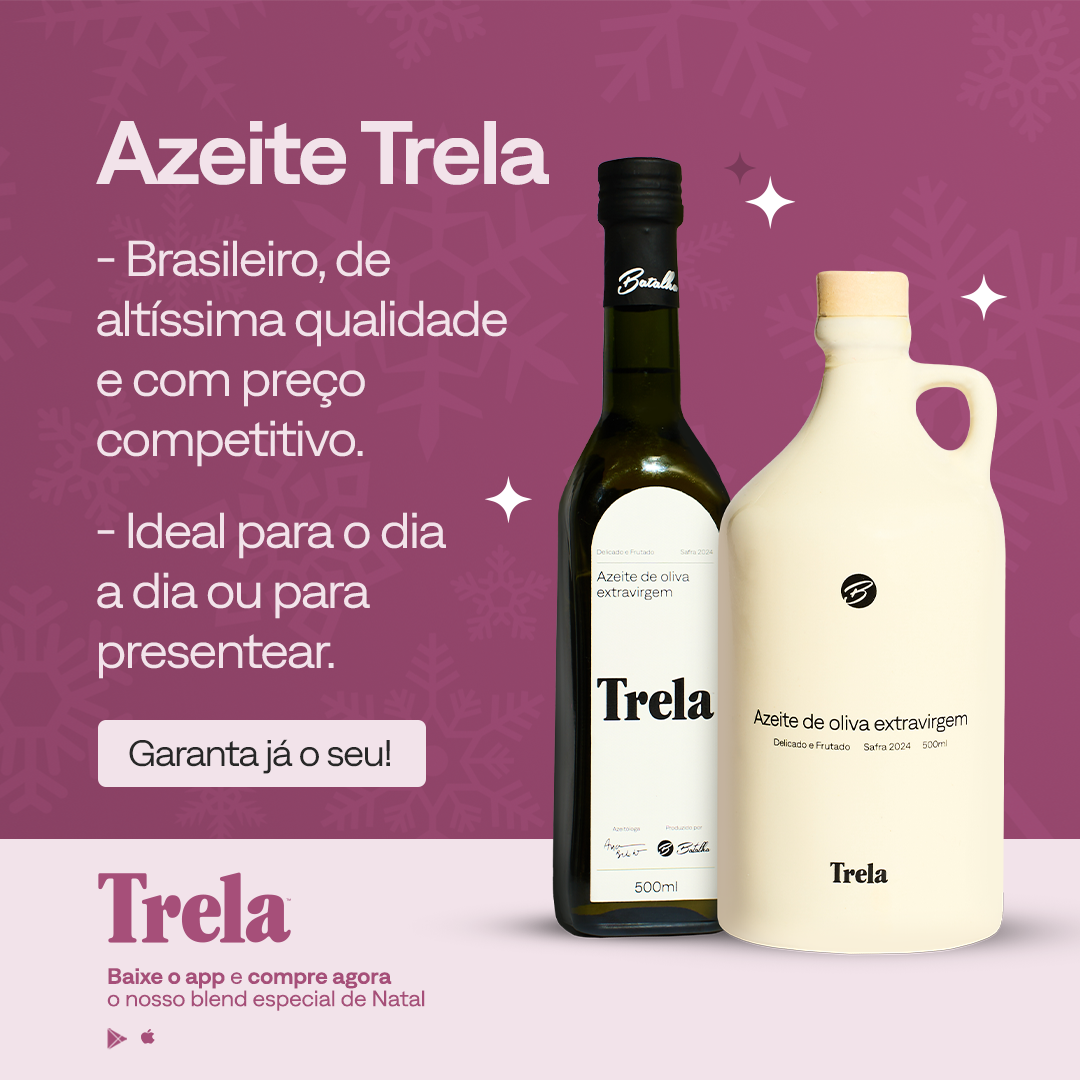 Azeite Trela
- Brasileiro, de
altíssima qualidade
e com preço
competitivo.
- Ideal para o dia
a dia ou para
presentear.
Garanta já o seu!
Batalha
Delicado e Frutado Safra 2024
Azeite de oliva
extravirgem
Trela
Azeitóloga Produzido por
Batalha
500ml
B
Azeite de oliva extravirgem
Delicado e Frutado Safra 2024 500ml
Trela
Trela
Baixe o app e compre agora
o nosso blend especial de Natal